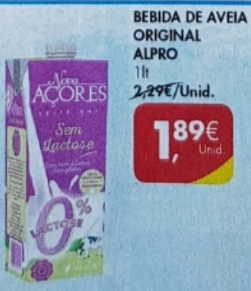 BEBIDA DE AVEIA
ORIGINAL
ALPRO
1lt
2,29€/Unid.
1,89€
Unid.
Nova
AÇORES
Sem
Lactose
0%
LACTOSE